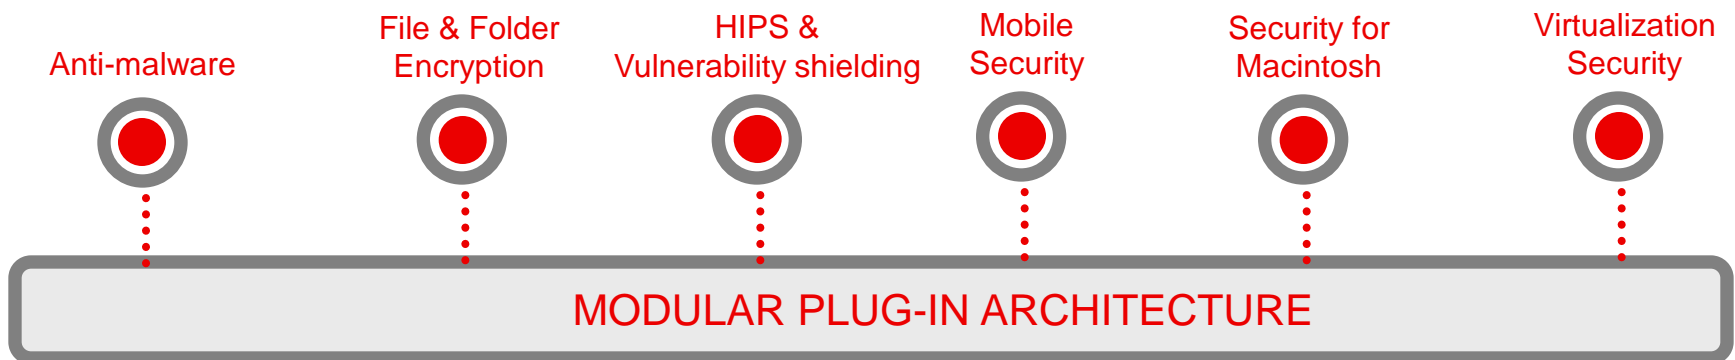 Anti-malware
File & Folder
Encryption
HIPS &
Vulnerability shielding
Mobile
Security
Security for
Macintosh
Virtualization
Security
MODULAR PLUG-IN ARCHITECTURE